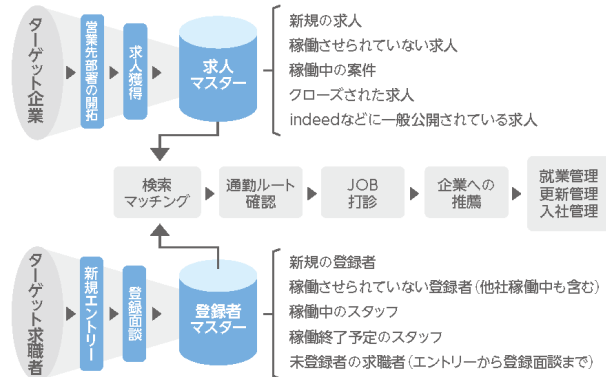 ターゲット企業
営業先部署の開拓
求人獲得
求人
マスター
新規の求人
稼働させられていない求人
稼働中の案件
クローズされた求人
indeedなどに一般公開されている求人
検索
マッチング
通勤ルート
確認
JOB
打診
企業への
推薦
就業管理
更新管理
入社管理
ターゲット求職者
新規エントリー
登録面談
登録者
マスター
新規の登録者
稼働させられていない登録者(他社稼働中も含む)
稼働中のスタッフ
稼働終了予定のスタッフ
未登録者の求職者(エントリーから登録面談まで)